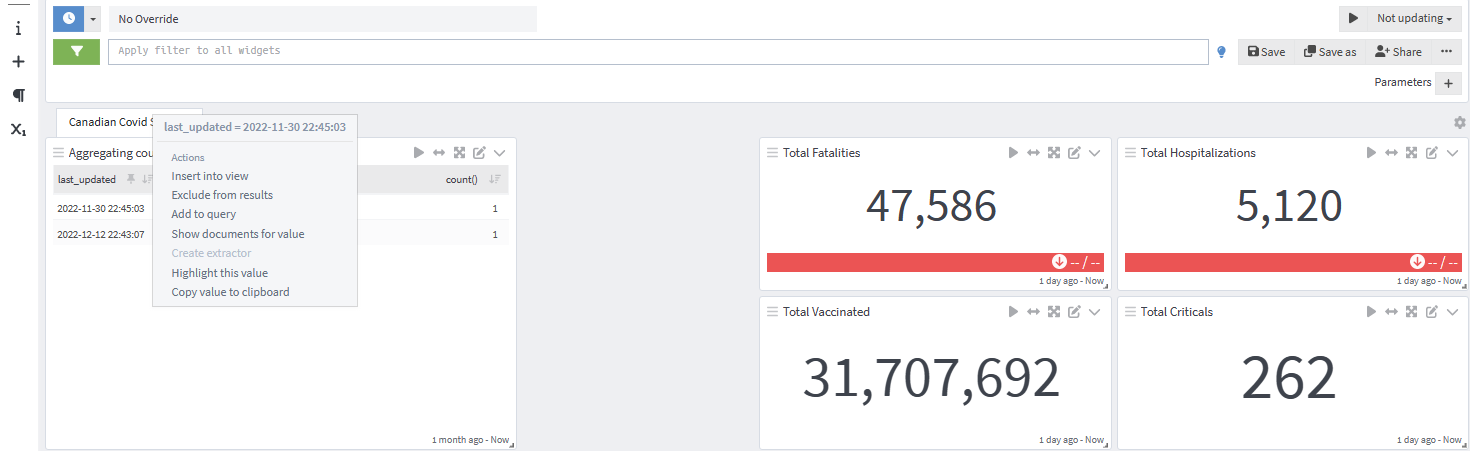 No Override
Not updating
Apply filter to all widgets
Save
Save as
Share
Parameters
Canadian Covid
last_updated = 2022-11-30 22:45:03
Actions
Insert into view
Exclude from results
Add to query
Show documents for value
Create extractor
Highlight this value
Copy value to clipboard
Aggregating
last_updated
count()
2022-11-30 22:45:03
1
2022-12-12 22:43:07
1
1 month ago - Now
Total Fatalities
47,586
-- / --
1 day ago - Now
Total Hospitalizations
5,120
-- / --
1 day ago - Now
Total Vaccinated
31,707,692
1 day ago - Now
Total Criticals
262
1 day ago - Now